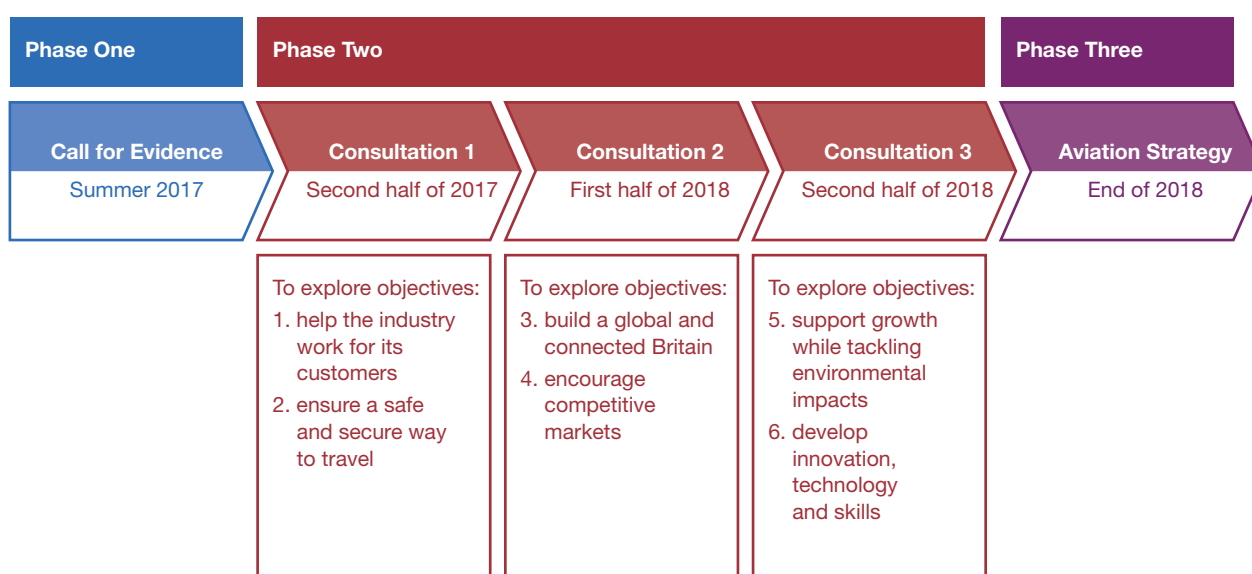 Phase One
Phase Two
Phase Three
Call for Evidence
Summer 2017
Consultation 1
Second half of 2017
Consultation 2
First half of 2018
Consultation 3
Second half of 2018
Aviation Strategy
End of 2018
To explore objectives:
1. help the industry
work for its
customers
2. ensure a safe
and secure way
to travel
To explore objectives:
3. build a global and
connected Britain
4. encourage
competitive
markets
To explore objectives:
5. support growth
while tackling
environmental
impacts
6. develop
innovation,
technology
and skills